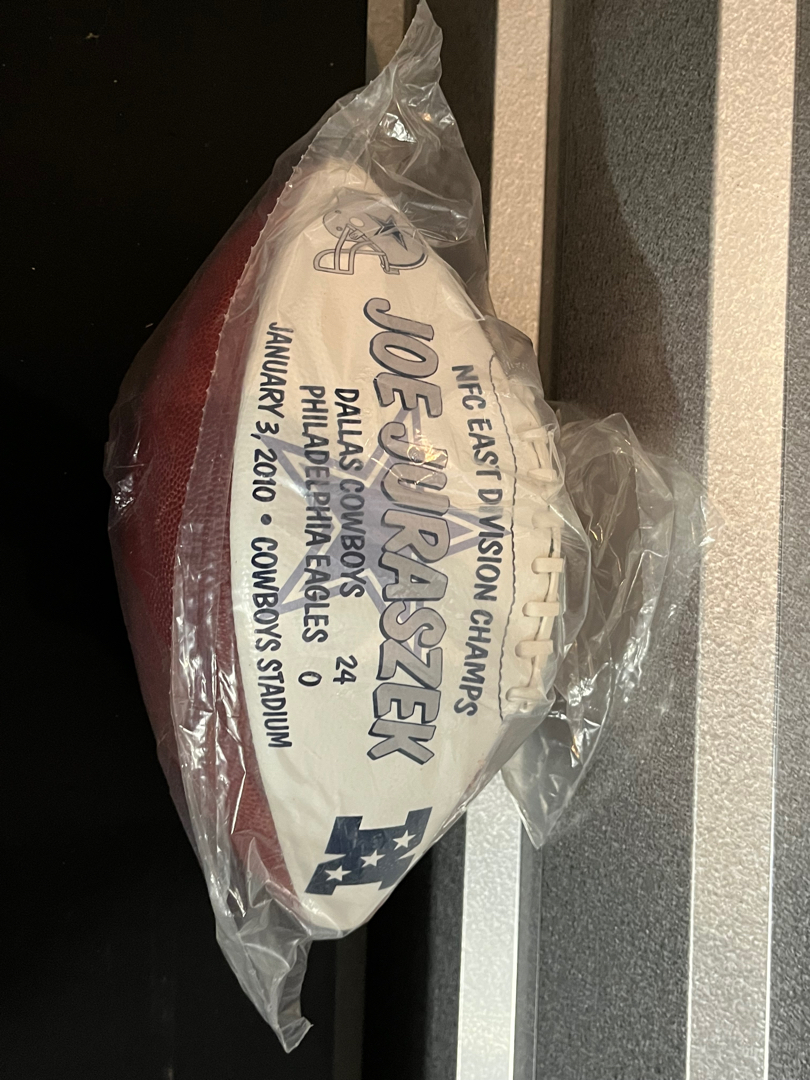 NFC EAST DIVISION CHAMPS
JOE JURASZEK
DALLAS COWBOYS 24
PHILADELPHIA EAGLES 0
JANUARY 3, 2010 • COWBOYS STADIUM
N